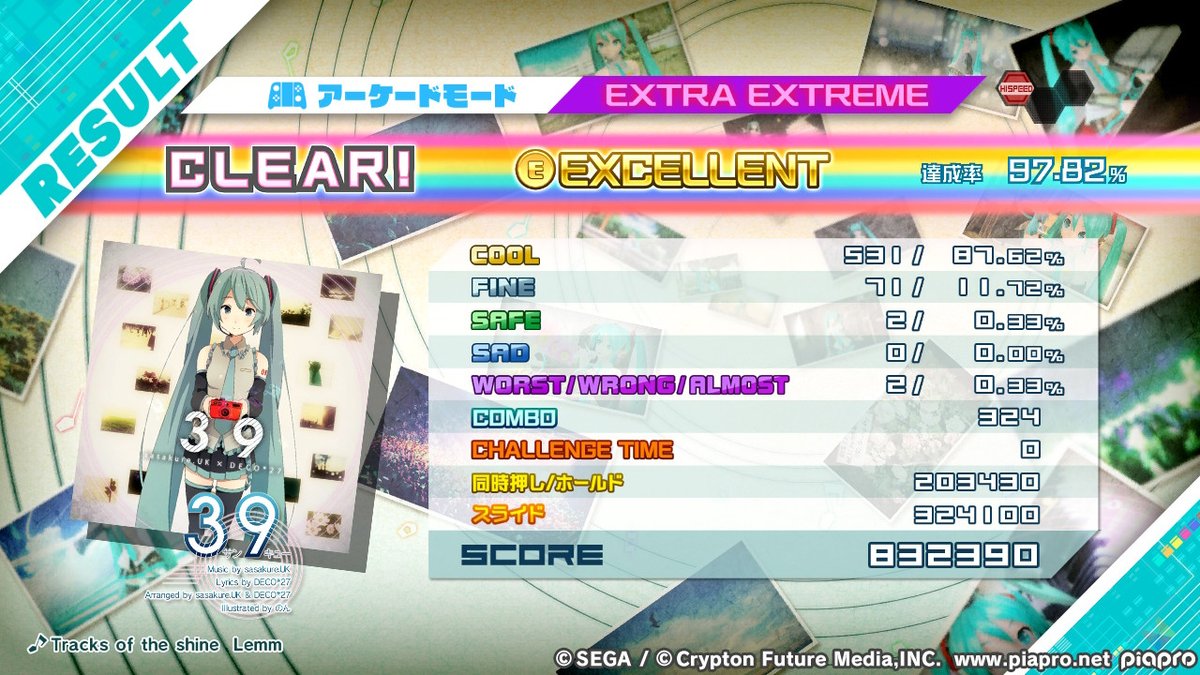 RESULT
アーケードモード
EXTRA EXTREME
HISPEED
CLEAR!
E EXCELLENT
達成率 97.82%
COOL 531 / 87.62%
FINE 71 / 11.72%
SAFE 2 / 0.33%
SAD 0 / 0.00%
WORST/WRONG/ALMOST 2 / 0.33%
COMBO 324
CHALLENGE TIME 0
同時押し/ホールド 203430
スライド 324100
SCORE 832390
39
sasakure.UK × DECO*27
39
サンキュー
Music by sasakure.UK
Lyrics by DECO*27
Arranged by sasakure.UK & DECO*27
Illustrated by のん
Tracks of the shine Lemm
© SEGA / © Crypton Future Media,INC. www.piapro.net piapro